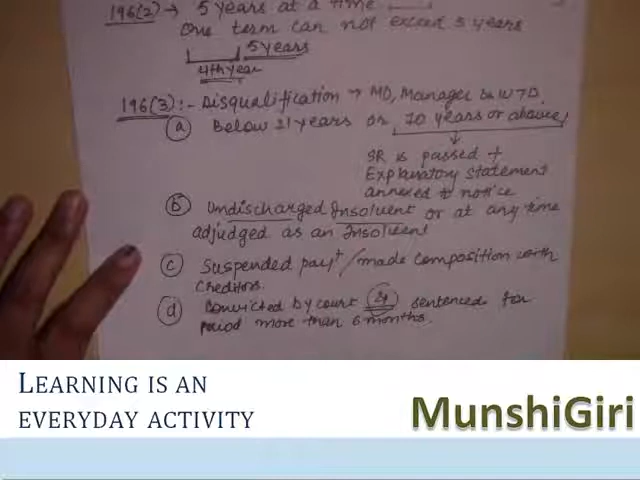 196(2) → 5 years at a time
One term can not exceed 5 years
5 years
4th year
196(3) :- Disqualification → MD, Manager or WTD
(a) Below 21 years or 70 years or above
SR is passed +
Explanatory statement
annexed to notice
(b) Undischarged Insolvent or at any time
adjudged as an Insolvent
(c) Suspended pay^t / made composition with
creditors.
(d) Convicted by court sentenced for
period more than 6 months.
LEARNING IS AN
EVERYDAY ACTIVITY
MunshiGiri